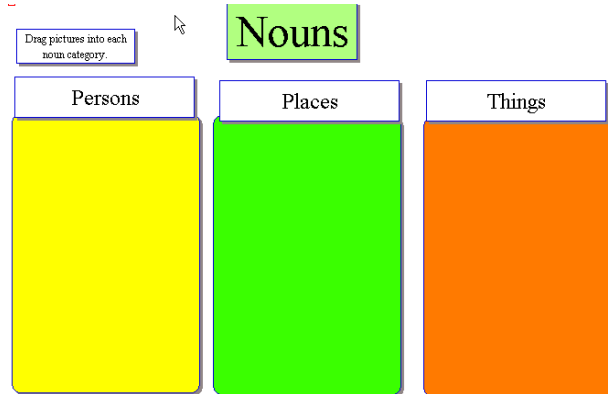 Nouns
Drag pictures into each
noun category.
Persons
Places
Things